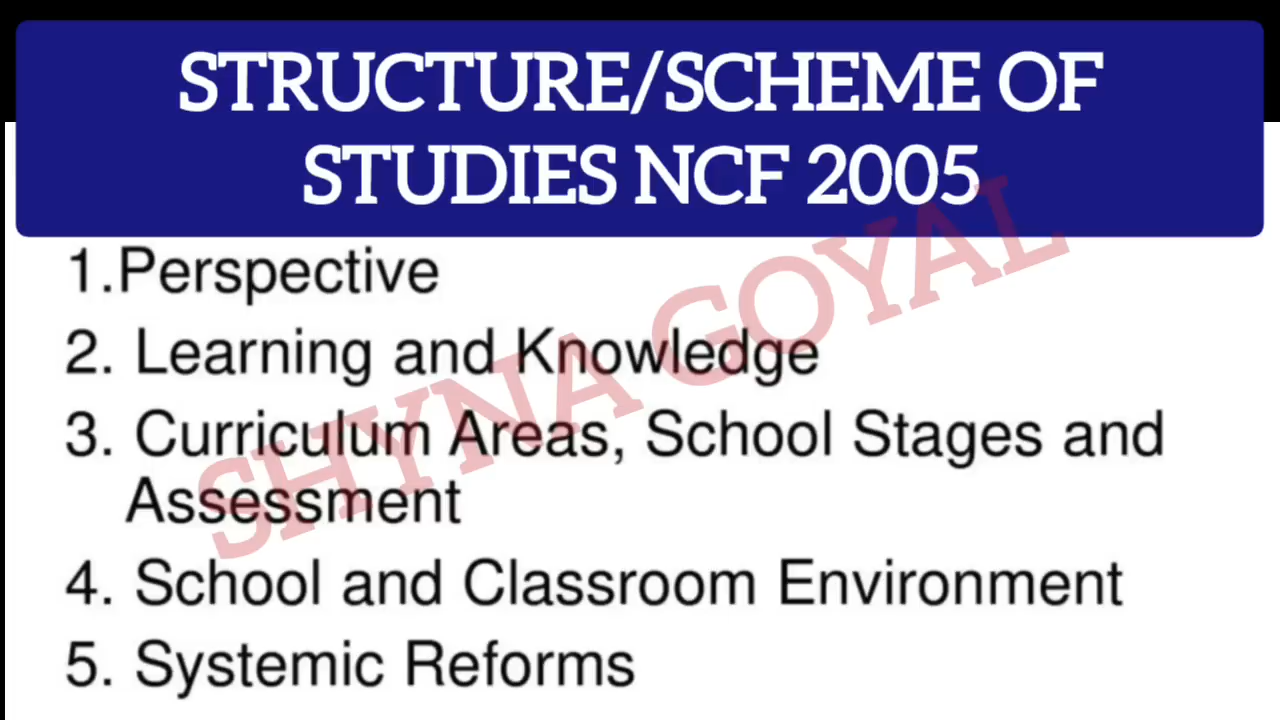 STRUCTURE/SCHEME OF
STUDIES NCF 2005
1.Perspective
2. Learning and Knowledge
3. Curriculum Areas, School Stages and
Assessment
4. School and Classroom Environment
5. Systemic Reforms
SHYNA GOYAL